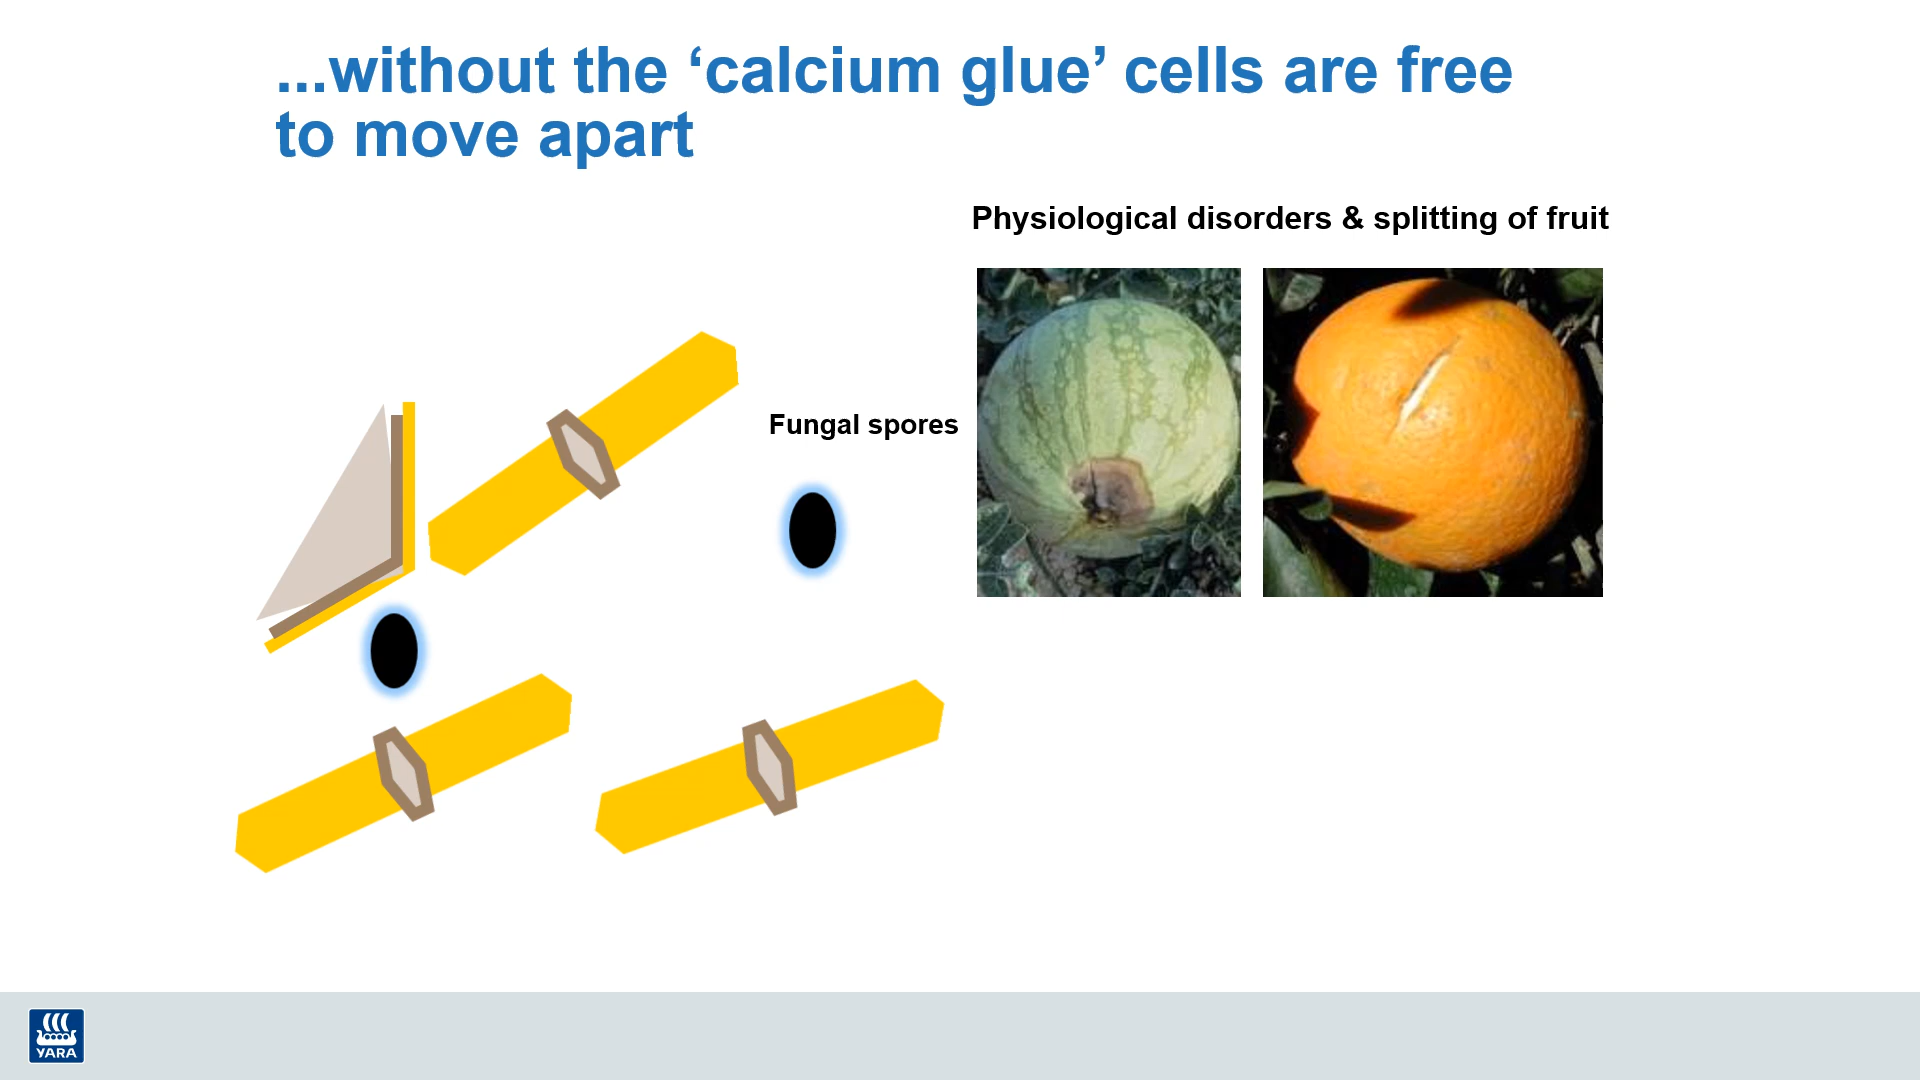 ...without the ‘calcium glue’ cells are free
to move apart
Physiological disorders & splitting of fruit
Fungal spores
YARA